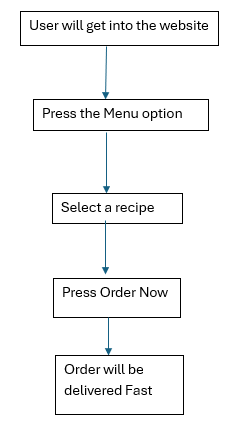 User will get into the website
Press the Menu option
Select a recipe
Press Order Now
Order will be
delivered Fast